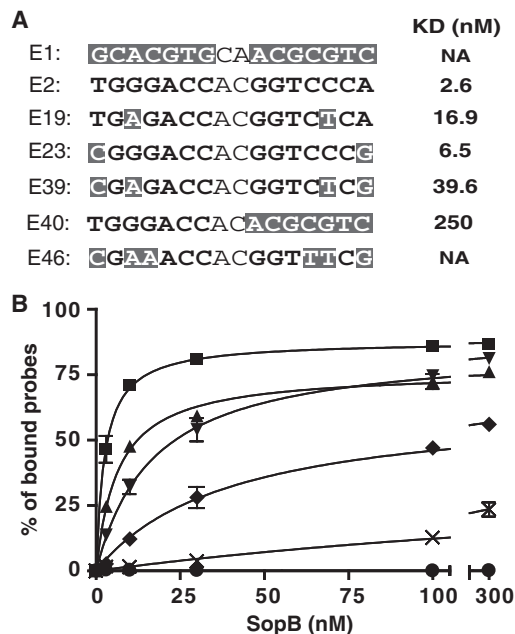 A
KD (nM)
E1: GCACGTGCAACGCGTC NA
E2: TGGGACCACGGTCCCA 2.6
E19: TGAGACCACGGTCTCA 16.9
E23: CGGGACCACGGTCCCG 6.5
E39: CGAGACCACGGTCTCG 39.6
E40: TGGGACCACACGCGTC 250
E46: CGAAACCACGGTTTCG NA
B
% of bound probes
100
75
50
25
0
0 25 50 75 100 300
SopB (nM)